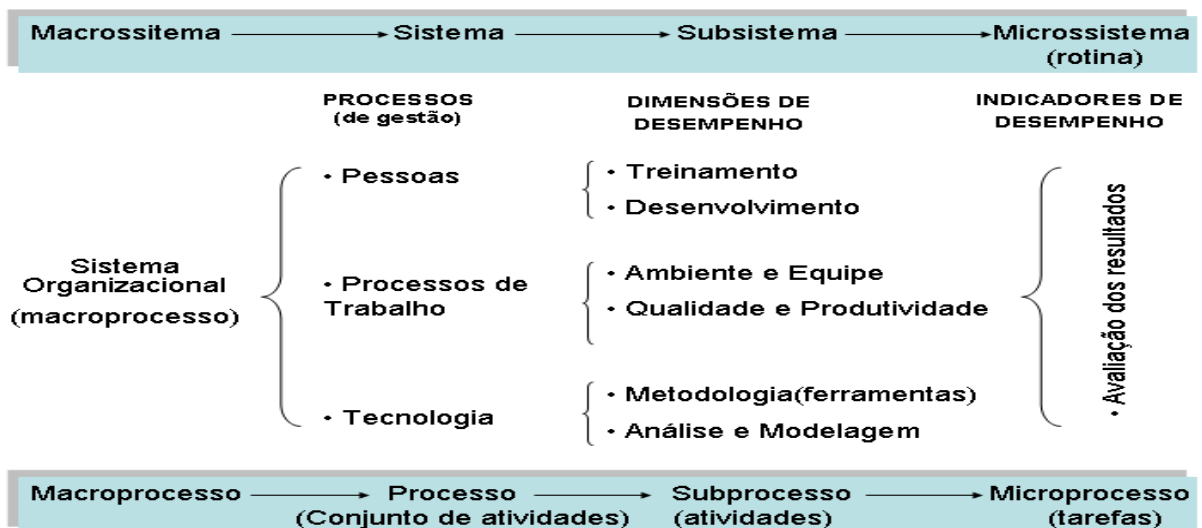 Macrossitema Sistema Subsistema Microssistema
(rotina)
PROCESSOS
(de gestão)
DIMENSÕES DE
DESEMPENHO
INDICADORES DE
DESEMPENHO
Sistema
Organizacional
(macroprocesso)
• Pessoas
• Processos de
Trabalho
• Tecnologia
• Treinamento
• Desenvolvimento
• Ambiente e Equipe
• Qualidade e Produtividade
• Metodologia(ferramentas)
• Análise e Modelagem
• Avaliação dos resultados
Macroprocesso Processo Subprocesso Microprocesso
(Conjunto de atividades) (atividades) (tarefas)